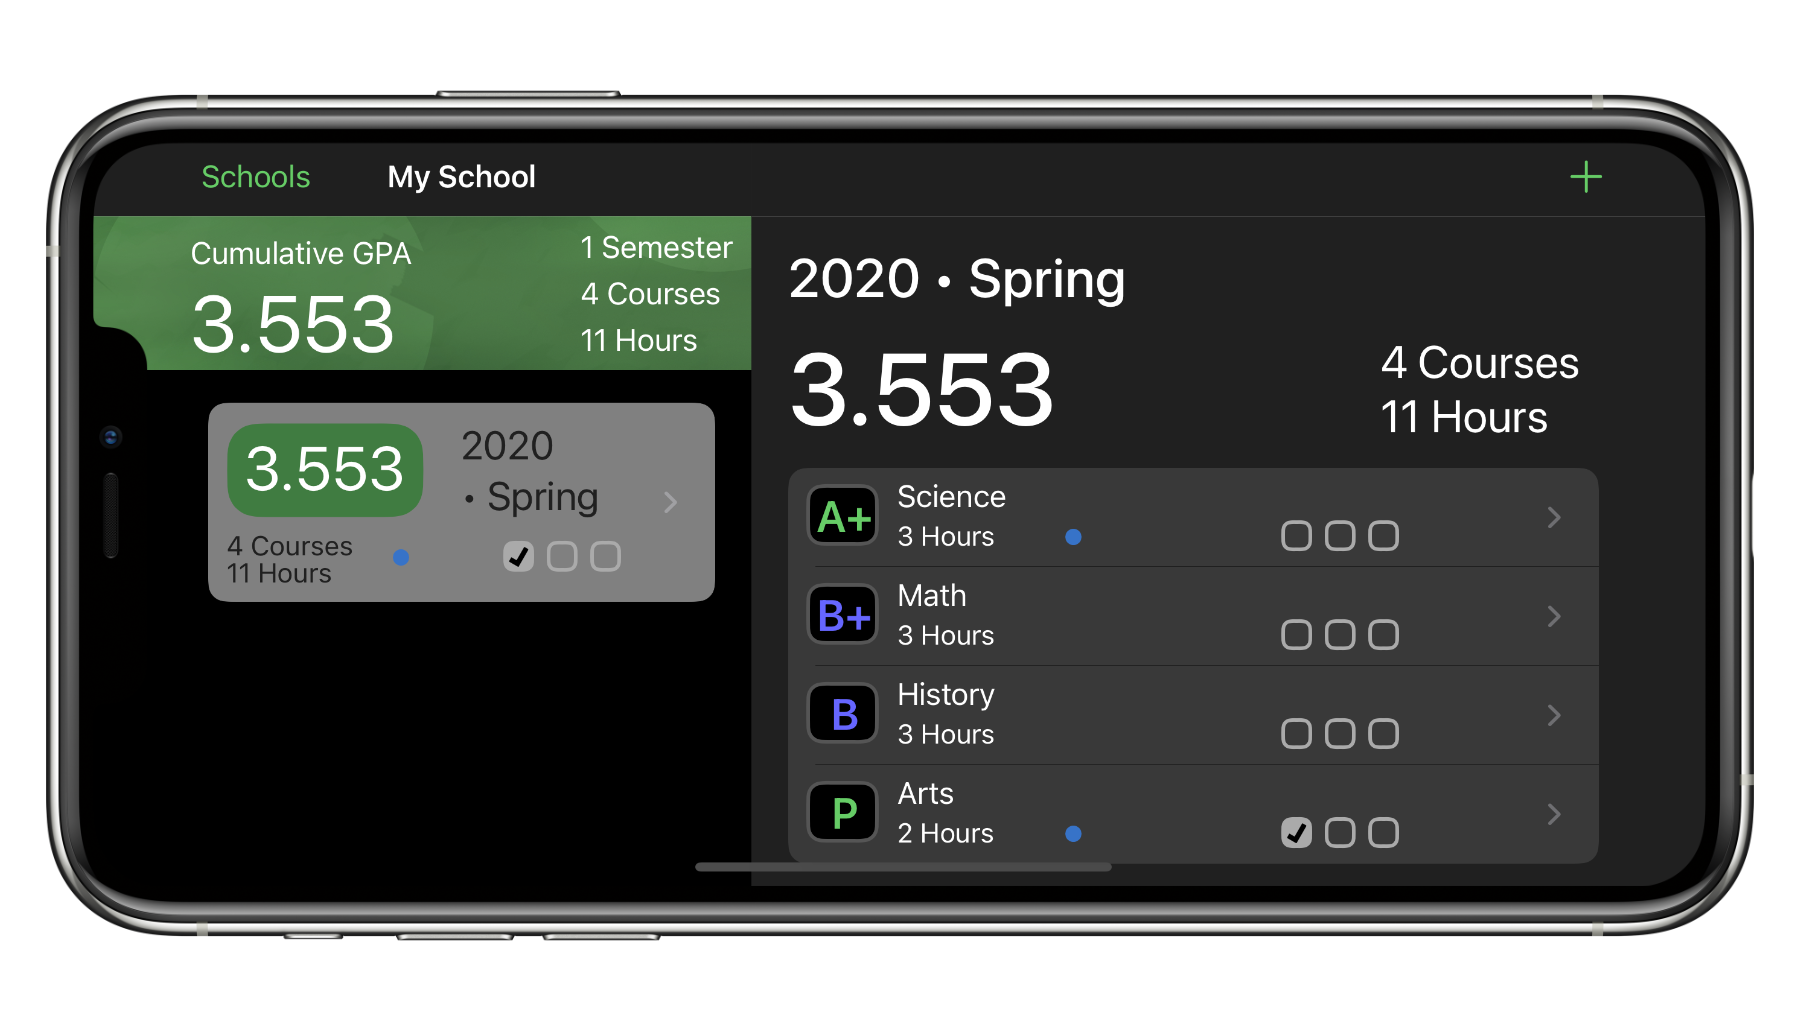 Schools
My School
Cumulative GPA
3.553
1 Semester
4 Courses
11 Hours
3.553
2020
• Spring
4 Courses
11 Hours
2020 • Spring
3.553
4 Courses
11 Hours
A+
Science
3 Hours
B+
Math
3 Hours
B
History
3 Hours
P
Arts
2 Hours